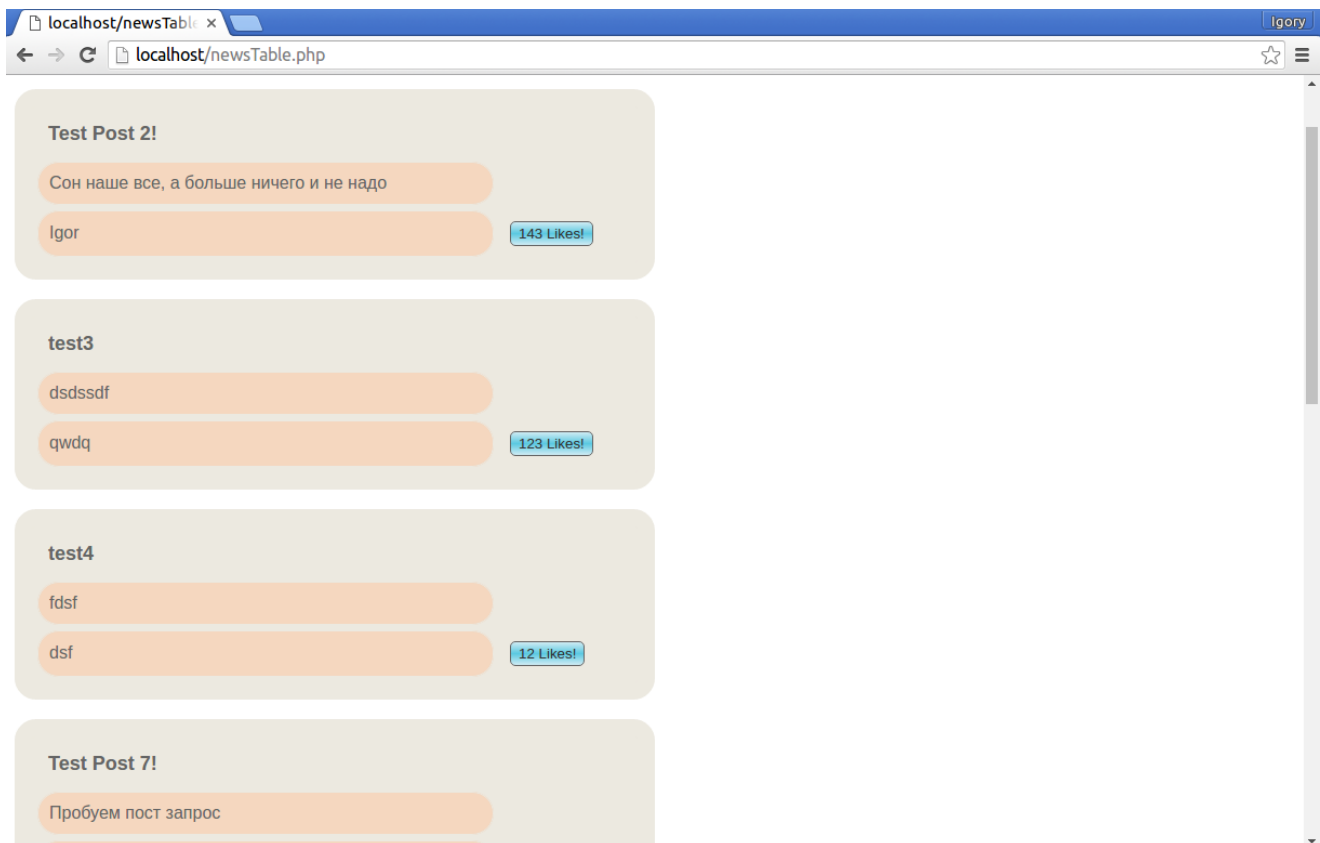 localhost/newsTable
Igory
localhost/newsTable.php
Test Post 2!
Сон наше все, а больше ничего и не надо
Igor
143 Likes!
test3
dsdssdf
qwdq
123 Likes!
test4
fdsf
dsf
12 Likes!
Test Post 7!
Пробуем пост запрос